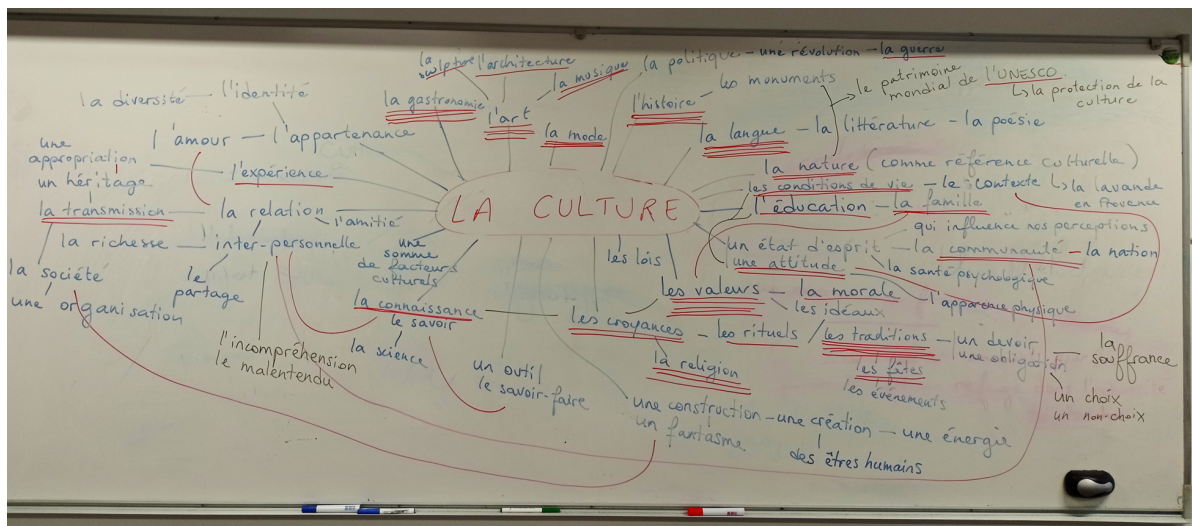 la sculpture
l'architecture
la musique
la gastronomie
l'art
la mode
la politique - une révolution - la guerre
l'histoire - les monuments
le patrimoine
mondial de l'UNESCO
la protection de la
culture
la langue - la littérature - la poésie
la nature (comme référence culturelle)
la lavande
en Provence
les conditions de vie - le contexte
l'éducation - la famille
qui influence nos perceptions
un état d'esprit - la communauté - la nation
une attitude
la santé psychologique
l'apparence physique
la diversité - l'identité
l'amour - l'appartenance
une
appropriation
un héritage
la transmission
l'expérience
la relation
inter-personnelle
l'amitié
la richesse
le
partage
la société
une organisation
l'incompréhension
le malentendu
LA CULTURE
une
somme
de facteurs
culturels
la connaissance
le savoir
la science
un outil
le savoir-faire
les lois
les valeurs - la morale
les idéaux
les croyances - les rituels / les traditions - un devoir
une obligation
la religion
les fêtes
les événements
la
souffrance
un choix
un non-choix
une construction - une création - une énergie
un fantasme
des êtres humains